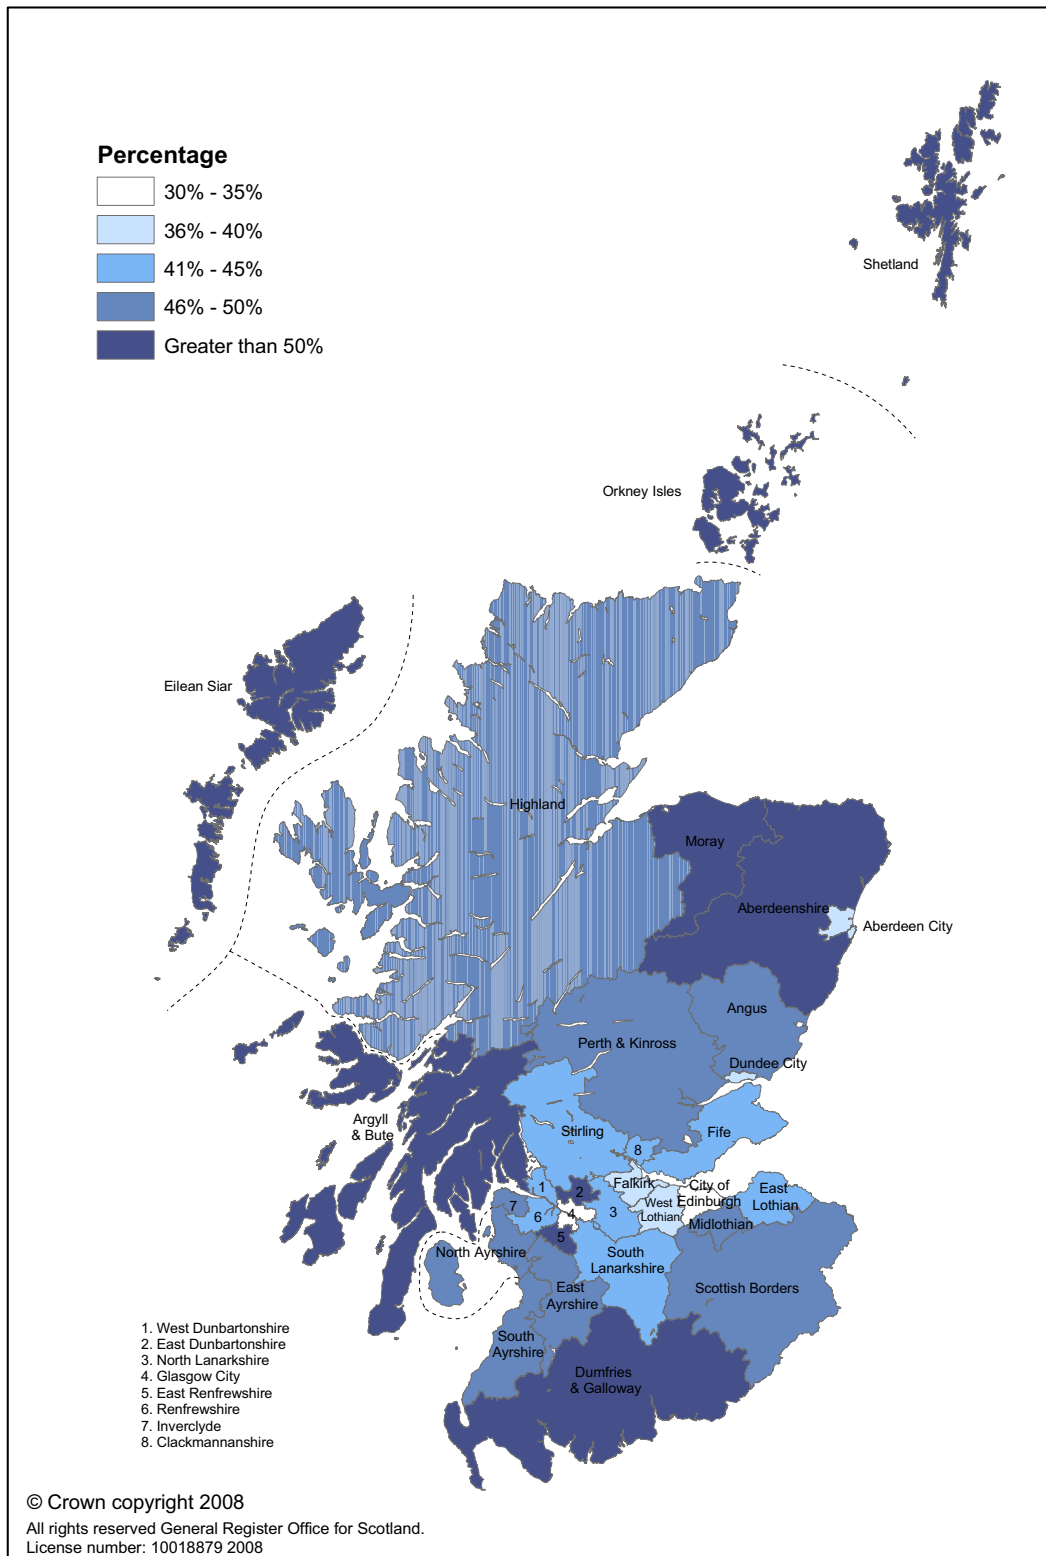 Percentage
30% - 35%
36% - 40%
41% - 45%
46% - 50%
Greater than 50%
Shetland
Orkney Isles
Eilean Siar
Highland
Moray
Aberdeenshire
Aberdeen City
Angus
Perth & Kinross
Dundee City
Argyll
& Bute
Stirling
Fife
8
1
2
Falkirk
City of
Edinburgh
East
Lothian
West
Lothian
Midlothian
7
6
4
3
5
North Ayrshire
South
Lanarkshire
East
Ayrshire
Scottish Borders
South
Ayrshire
Dumfries
& Galloway
1. West Dunbartonshire
2. East Dunbartonshire
3. North Lanarkshire
4. Glasgow City
5. East Renfrewshire
6. Renfrewshire
7. Inverclyde
8. Clackmannanshire
© Crown copyright 2008
All rights reserved General Register Office for Scotland.
License number: 10018879 2008